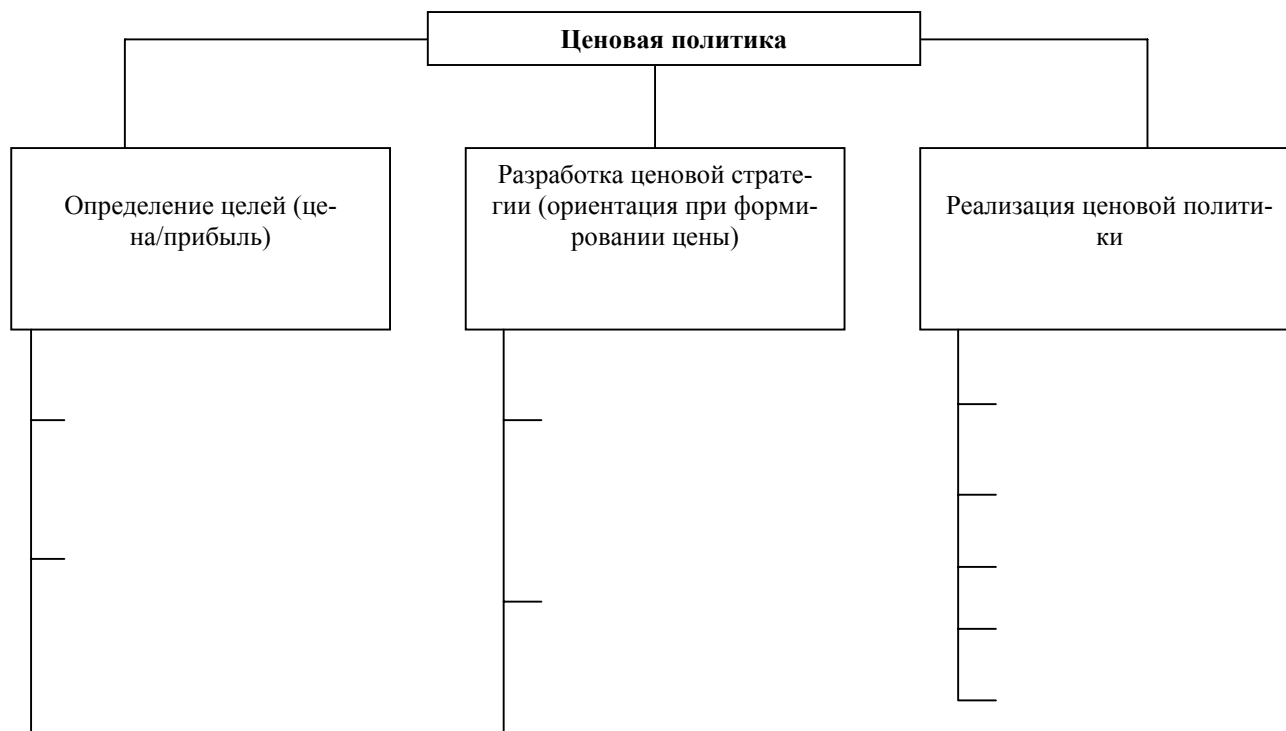 Ценовая политика
Определение целей (це-
на/прибыль)
Разработка ценовой страте-
гии (ориентация при форми-
ровании цены)
Реализация ценовой полити-
ки